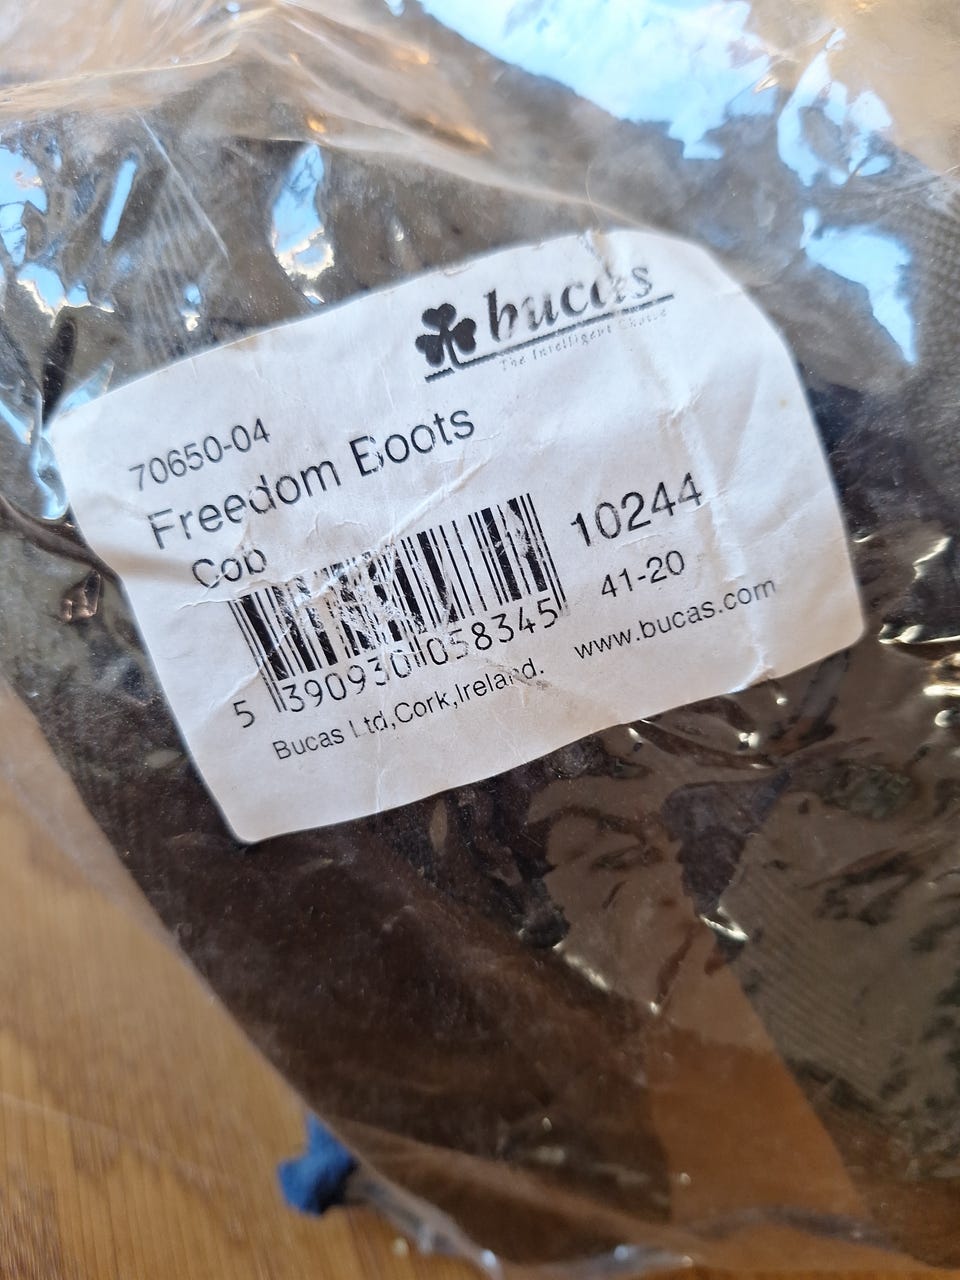 bucas
The Intelligent Choice
70650-04
Freedom Boots
Cob
10244
41-20
5 390930 058345
www.bucas.com
Bucas Ltd,Cork,Ireland.